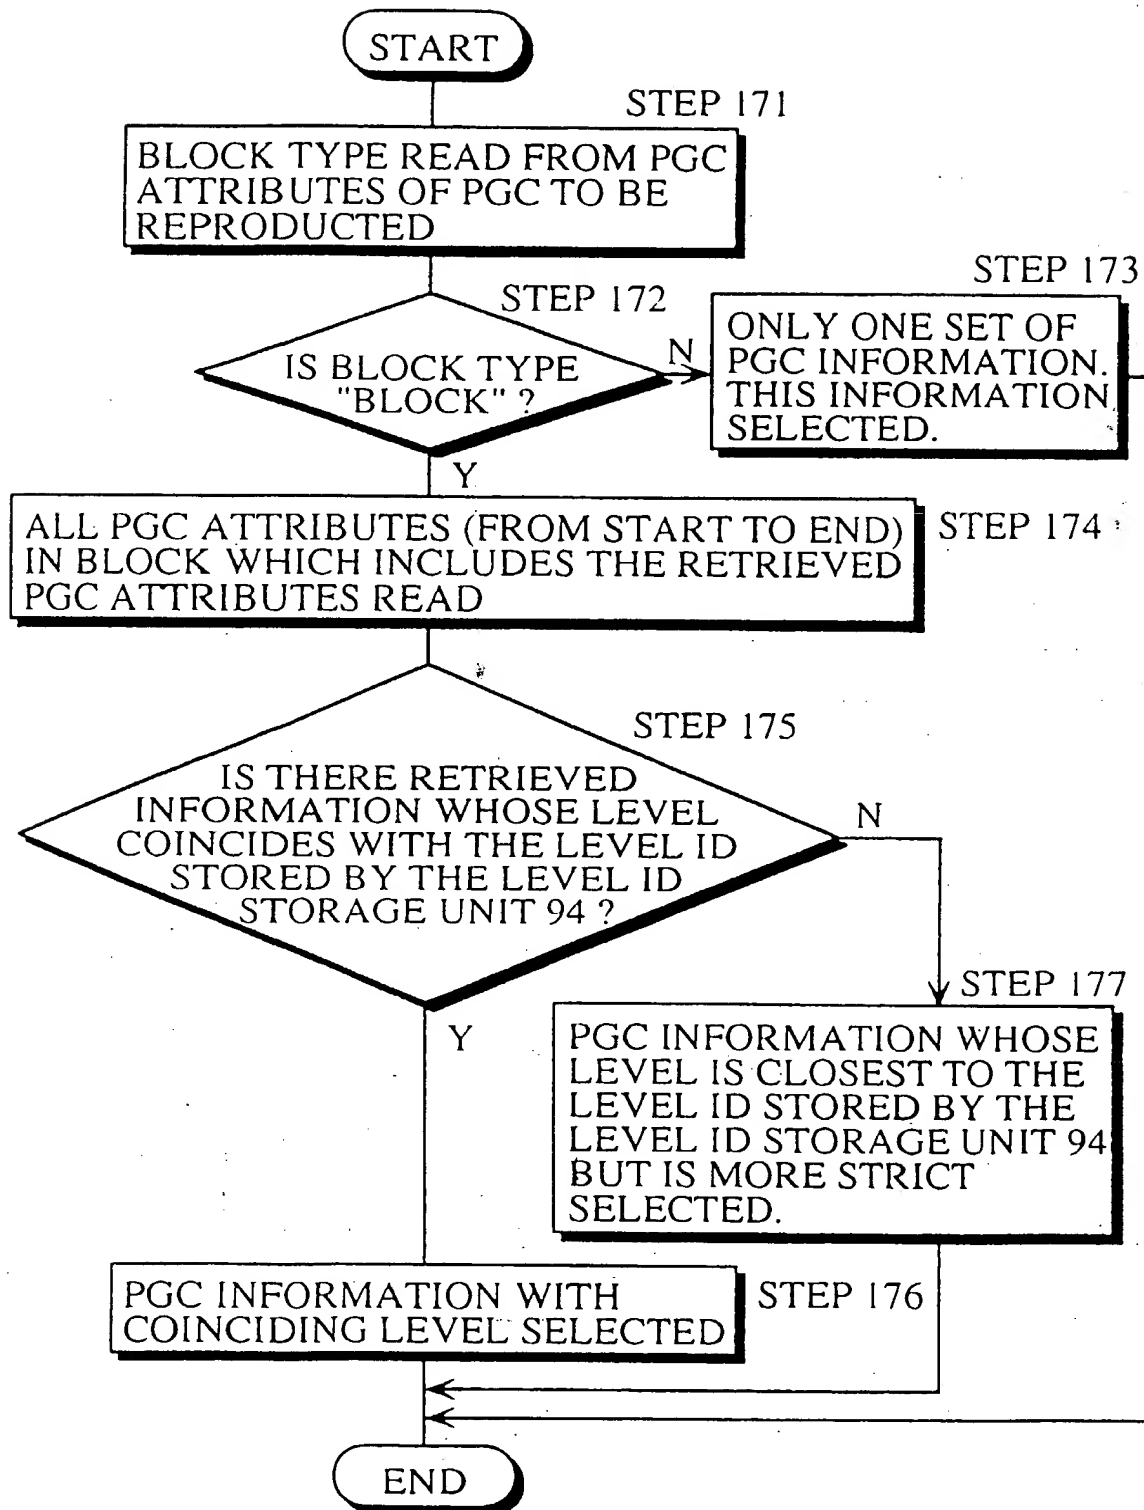 START
STEP 171
BLOCK TYPE READ FROM PGC
ATTRIBUTES OF PGC TO BE
REPRODUCTED
STEP 172
IS BLOCK TYPE
"BLOCK" ?
N
STEP 173
ONLY ONE SET OF
PGC INFORMATION.
THIS INFORMATION
SELECTED.
Y
ALL PGC ATTRIBUTES (FROM START TO END)
IN BLOCK WHICH INCLUDES THE RETRIEVED
PGC ATTRIBUTES READ
STEP 174
STEP 175
IS THERE RETRIEVED
INFORMATION WHOSE LEVEL
COINCIDES WITH THE LEVEL ID
STORED BY THE LEVEL ID
STORAGE UNIT 94 ?
N
Y
STEP 177
PGC INFORMATION WHOSE
LEVEL IS CLOSEST TO THE
LEVEL ID STORED BY THE
LEVEL ID STORAGE UNIT 94
BUT IS MORE STRICT
SELECTED.
PGC INFORMATION WITH
COINCIDING LEVEL SELECTED
STEP 176
END